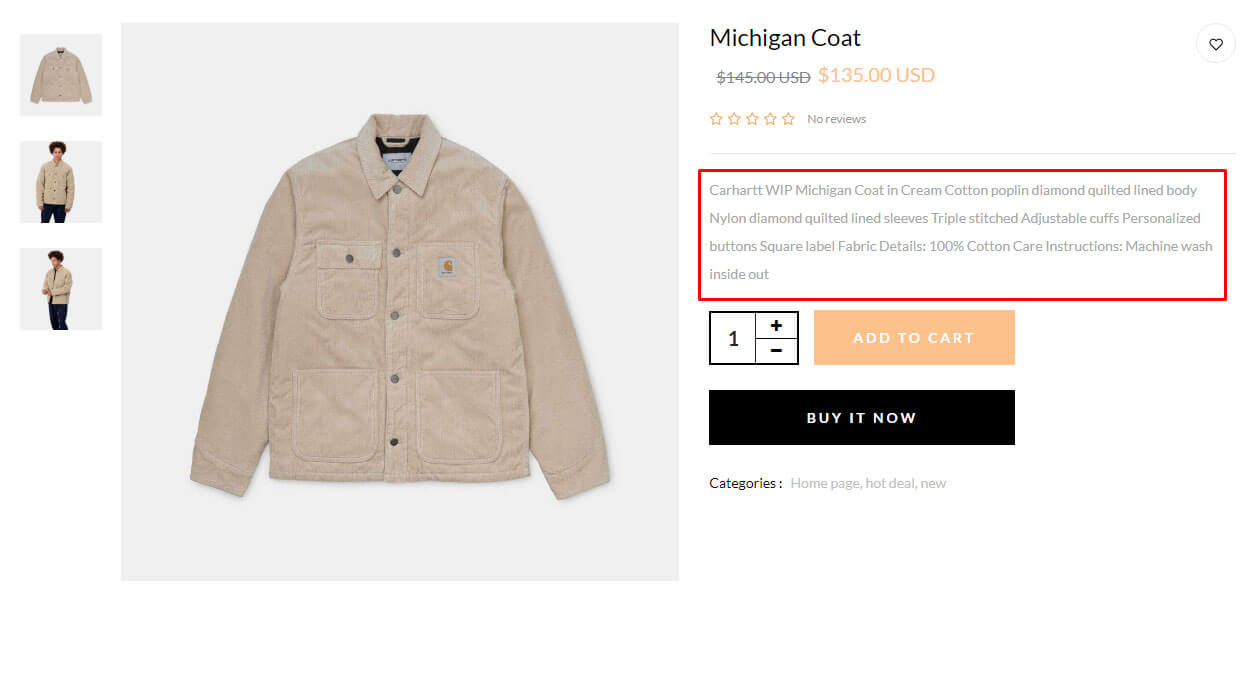 Michigan Coat
$145.00 USD $135.00 USD
No reviews
Carhartt WIP Michigan Coat in Cream Cotton poplin diamond quilted lined body
Nylon diamond quilted lined sleeves Triple stitched Adjustable cuffs Personalized
buttons Square label Fabric Details: 100% Cotton Care Instructions: Machine wash
inside out
1 + −
ADD TO CART
BUY IT NOW
Categories : Home page, hot deal, new